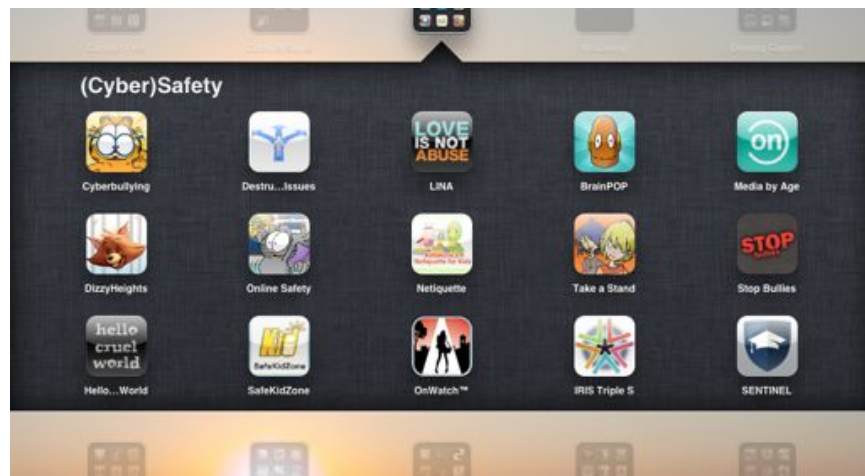 (Cyber)Safety
LOVE
IS NOT
ABUSE
on
Cyberbullying
Destru...Issues
LINA
BrainPOP
Media by Age
STOP
DizzyHeights
Online Safety
Netiquette
Take a Stand
Stop Bullies
hello
cruel
world
Kid
SafeKidZone
Hello...World
SafeKidZone
OnWatch™
IRIS Triple S
SENTINEL